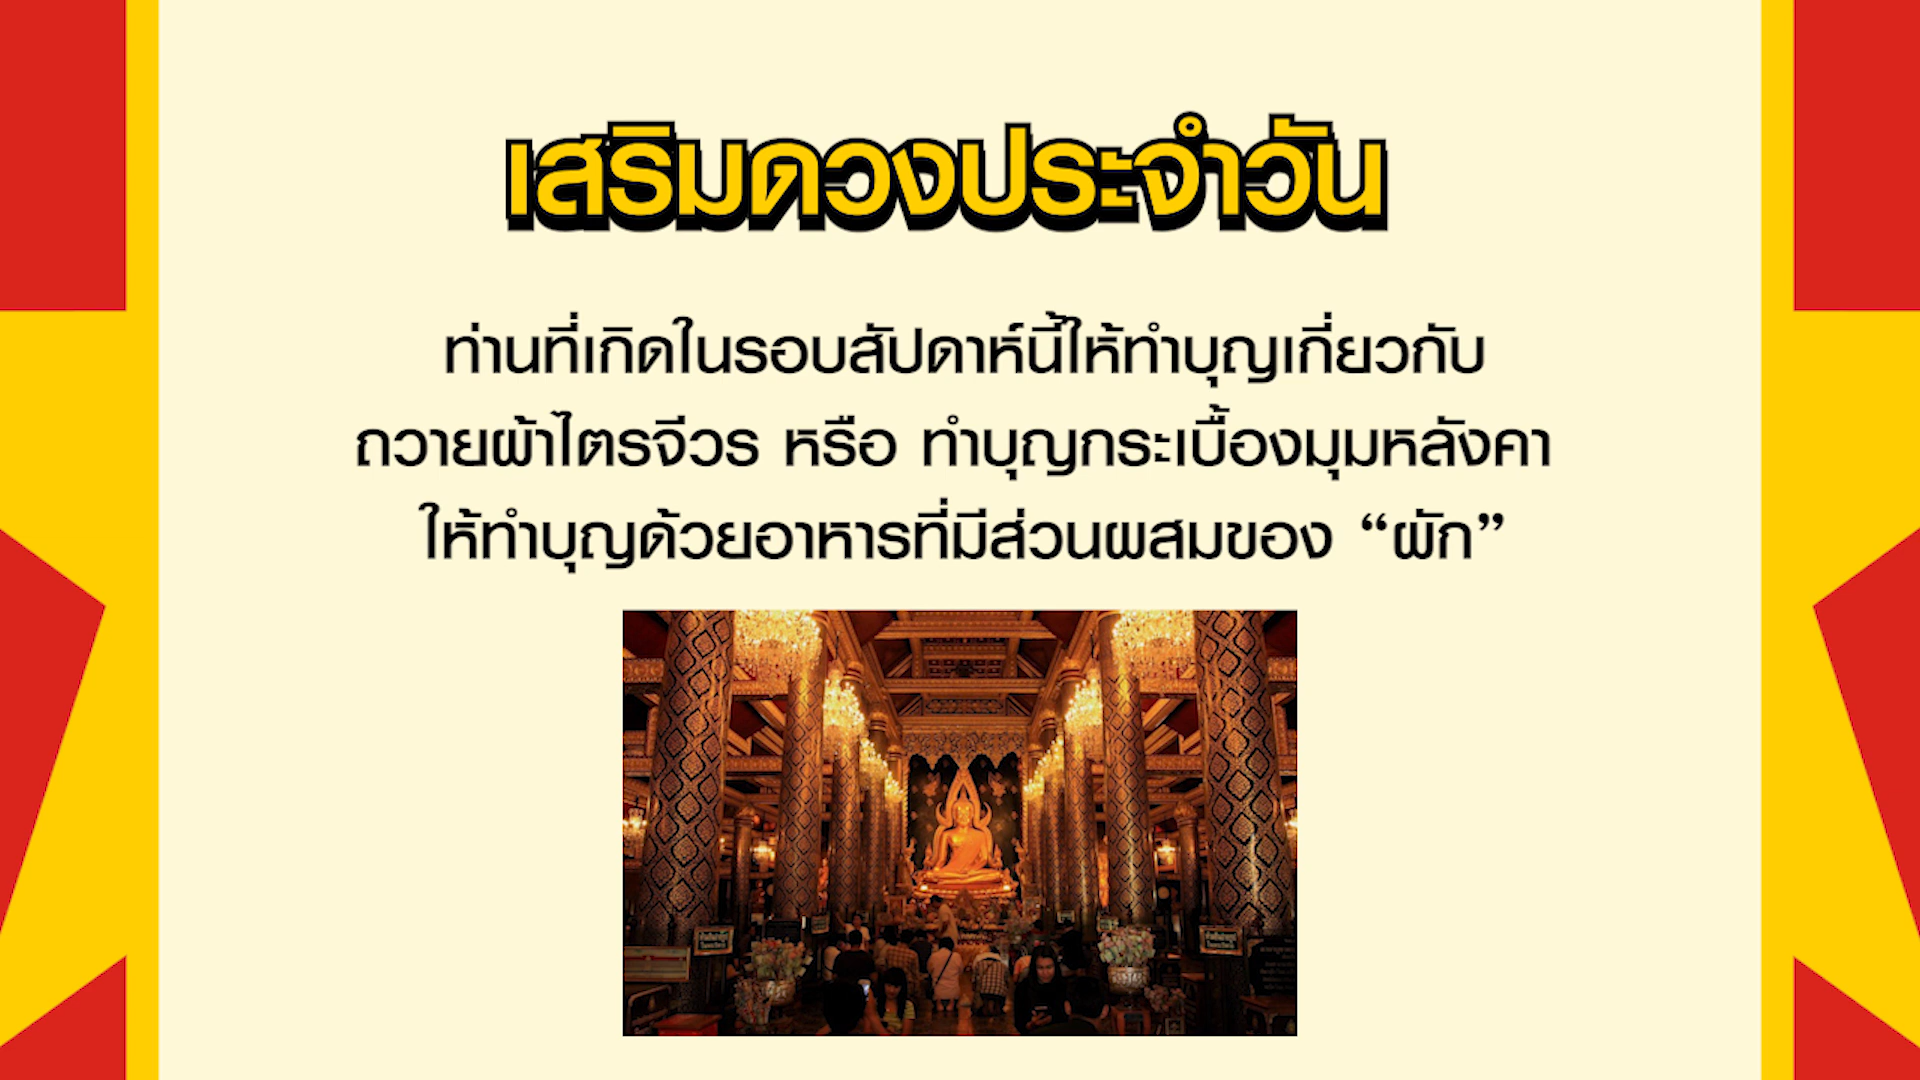 เสริมดวงประจำวัน
ท่านที่เกิดในรอบสัปดาห์นี้ให้ทำบุญเกี่ยวกับ
ถวายผ้าไตรจีวร หรือ ทำบุญกระเบื้องมุมหลังคา
ให้ทำบุญด้วยอาหารที่มีส่วนผสมของ “ผัก”